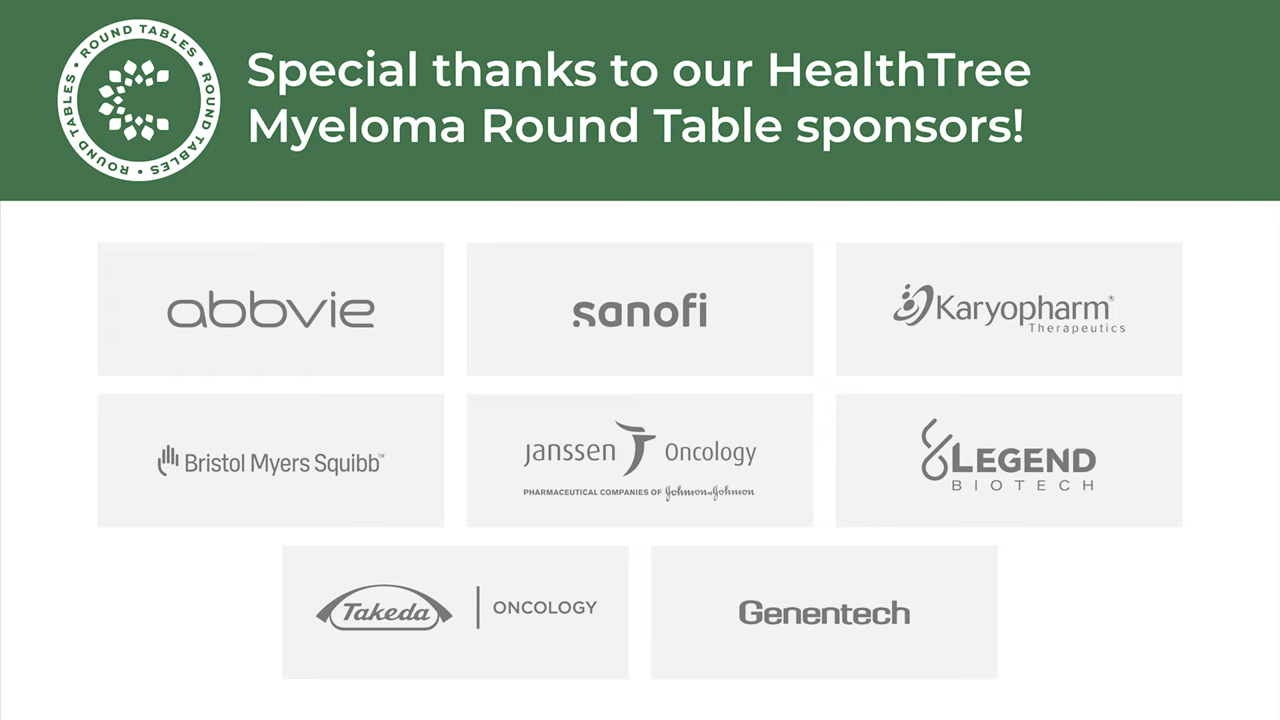 ROUND TABLES • ROUND TABLES • ROUND TABLES •
Special thanks to our HealthTree
Myeloma Round Table sponsors!
abbvie
sanofi
Karyopharm®
Therapeutics
Bristol Myers Squibb™
janssen Oncology
PHARMACEUTICAL COMPANIES OF Johnson&Johnson
LEGEND
BIOTECH
Takeda
ONCOLOGY
Genentech